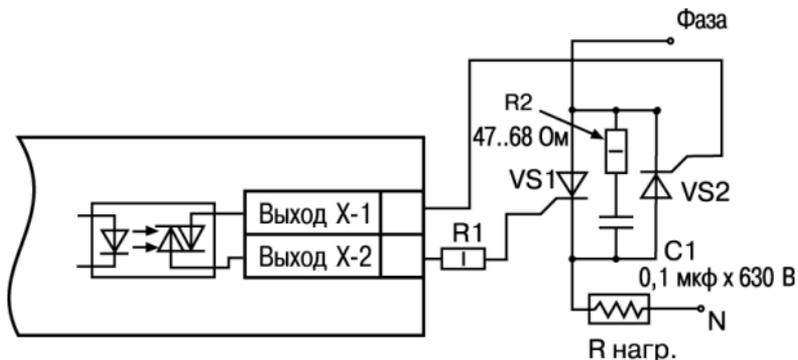 Фаза
R2
47..68 Ом
VS1
VS2
Выход X-1
R1
Выход X-2
C1
0,1 мкф x 630 В
N
R нагр.